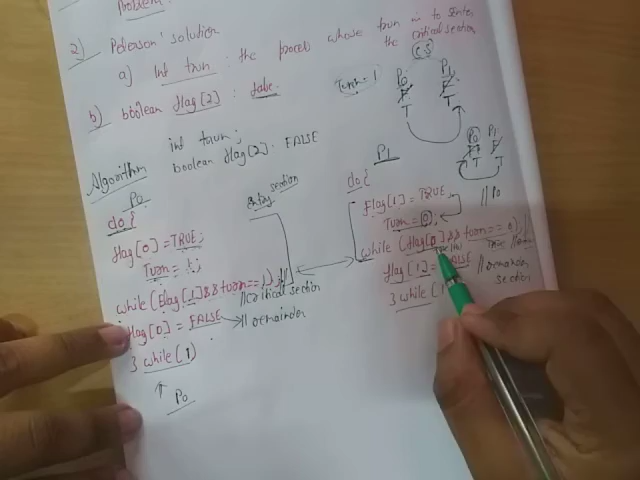 Problem.
2) Peterson's solution
a) Int turn : the process whose turn is to enter
the critical section
(C.S)
b) boolean flag[2] : false.
Turn = 1
P0 P1
F F
T T
Algorithm int turn;
boolean flag[2]. FALSE
P0 P1
F F
T T
P0
do {
flag[0] = TRUE;
Turn = 1;
while (flag[1] && turn == 1);
// critical section
flag[0] = FALSE
// remainder
} while (1)
↑ P0
entry section
P1
do {
flag[1] = TRUE
// P0
Turn = 0;
while (flag[0] && turn == 0)
flag[1] = FALSE
// remainder
section
} while (1